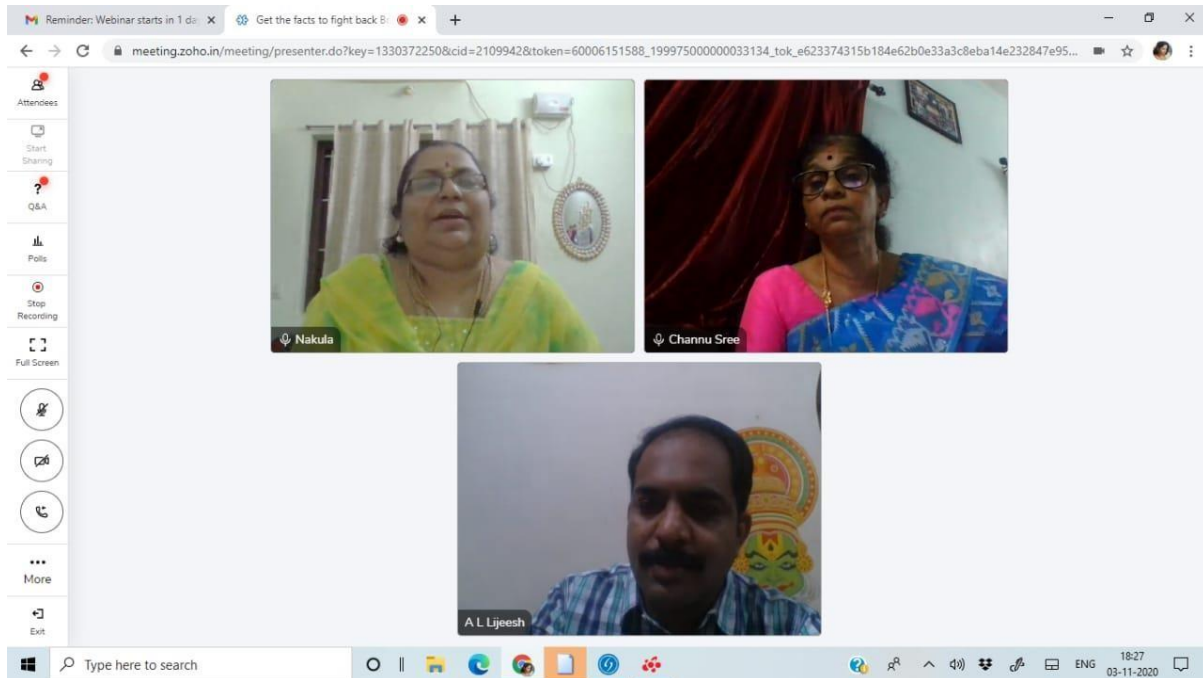 Reminder: Webinar starts in 1 da
Get the facts to fight back B
meeting.zoho.in/meeting/presenter.do?key=1330372250&cid=2109942&token=60006151588_199975000000033134_tok_e623374315b184e62b0e33a3c8eba14e232847e95...
Attendees
Start
Sharing
?
Q&A
Polls
Stop
Recording
Full Screen
More
Exit
Nakula
Channu Sree
A L Lijeesh
Type here to search
ENG
18:27
03-11-2020